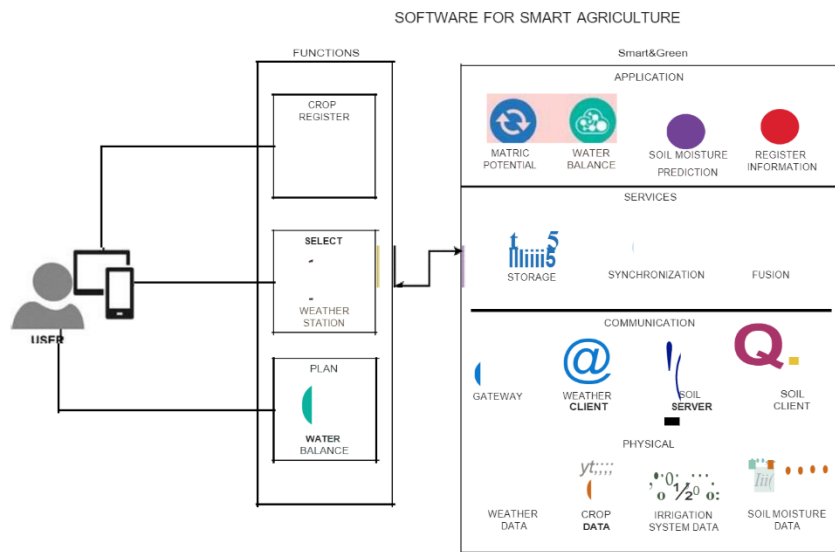 SOFTWARE FOR SMART AGRICULTURE
FUNCTIONS
CROP
REGISTER
SELECT
WEATHER
STATION
PLAN
WATER
BALANCE
USER
Smart&Green
APPLICATION
MATRIC
POTENTIAL
WATER
BALANCE
SOIL MOISTURE
PREDICTION
REGISTER
INFORMATION
SERVICES
t 5
STORAGE
SYNCHRONIZATION
FUSION
COMMUNICATION
@
Q.
GATEWAY
WEATHER
CLIENT
SOIL
SERVER
SOIL
CLIENT
PHYSICAL
yt;;;;
WEATHER
DATA
CROP
DATA
IRRIGATION
SYSTEM DATA
SOIL MOISTURE
DATA